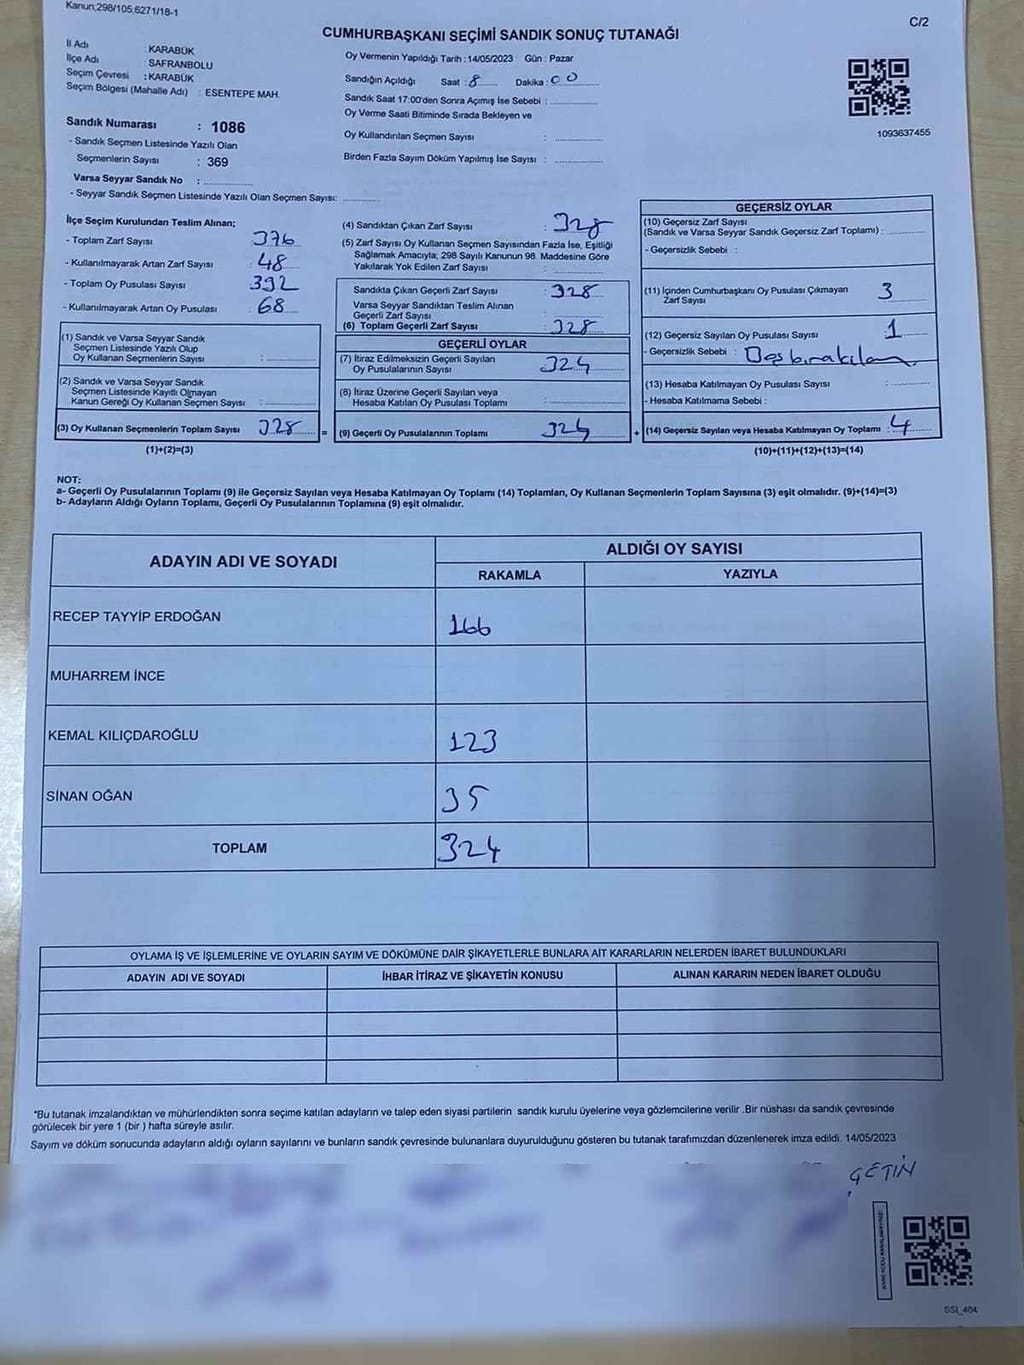 Kanun;298/105,6271/18-1
C/2
CUMHURBAŞKANI SEÇİMİ SANDIK SONUÇ TUTANAĞI
İl Adı : KARABÜK
İlçe Adı : SAFRANBOLU
Seçim Çevresi : KARABÜK
Seçim Bölgesi (Mahalle Adı) : ESENTEPE MAH.
Oy Vermenin Yapıldığı Tarih : 14/05/2023 Gün : Pazar
Sandığın Açıldığı Saat : 8 Dakika : 00
Sandık Saat 17:00'den Sonra Açımış İse Sebebi :
Oy Verme Saati Bitiminde Sırada Bekleyen ve
Oy Kullandırılan Seçmen Sayısı :
Birden Fazla Sayım Döküm Yapılmış İse Sayısı :
1093637455
Sandık Numarası : 1086
- Sandık Seçmen Listesinde Yazılı Olan
Seçmenlerin Sayısı : 369
Varsa Seyyar Sandık No :
- Seyyar Sandık Seçmen Listesinde Yazılı Olan Seçmen Sayısı:
İlçe Seçim Kurulundan Teslim Alınan;
- Toplam Zarf Sayısı : 376
- Kullanılmayarak Artan Zarf Sayısı : 48
- Toplam Oy Pusulası Sayısı : 392
- Kullanılmayarak Artan Oy Pusulası : 68
(1) Sandık ve Varsa Seyyar Sandık
Seçmen Listesinde Yazılı Olup
Oy Kullanan Seçmenlerin Sayısı :
(2) Sandık ve Varsa Seyyar Sandık
Seçmen Listesinde Kayıtlı Olmayan
Kanun Gereği Oy Kullanan Seçmen Sayısı :
(3) Oy Kullanan Seçmenlerin Toplam Sayısı : 328
(1)+(2)=(3)
(4) Sandıktan Çıkan Zarf Sayısı : 328
(5) Zarf Sayısı Oy Kullanan Seçmen Sayısından Fazla İse, Eşitliği
Sağlamak Amacıyla; 298 Sayılı Kanunun 98. Maddesine Göre
Yakılarak Yok Edilen Zarf Sayısı :
Sandıkta Çıkan Geçerli Zarf Sayısı : 328
Varsa Seyyar Sandıktan Teslim Alınan
Geçerli Zarf Sayısı :
(6) Toplam Geçerli Zarf Sayısı : 328
GEÇERLİ OYLAR
(7) İtiraz Edilmeksizin Geçerli Sayılan
Oy Pusulalarının Sayısı : 324
(8) İtiraz Üzerine Geçerli Sayılan veya
Hesaba Katılan Oy Pusulası Toplamı :
= (9) Geçerli Oy Pusulalarının Toplamı : 324
GEÇERSİZ OYLAR
(10) Geçersiz Zarf Sayısı
(Sandık ve Varsa Seyyar Sandık Geçersiz Zarf Toplamı) :
- Geçersizlik Sebebi :
(11) İçinden Cumhurbaşkanı Oy Pusulası Çıkmayan
Zarf Sayısı : 3
(12) Geçersiz Sayılan Oy Pusulası Sayısı : 1
- Geçersizlik Sebebi : Boş bırakılan
(13) Hesaba Katılmayan Oy Pusulası Sayısı :
- Hesaba Katılmama Sebebi :
+ (14) Geçersiz Sayılan veya Hesaba Katılmayan Oy Toplamı : 4
(10)+(11)+(12)+(13)=(14)
NOT:
a- Geçerli Oy Pusulalarının Toplamı (9) ile Geçersiz Sayılan veya Hesaba Katılmayan Oy Toplamı (14) Toplamları, Oy Kullanan Seçmenlerin Toplam Sayısına (3) eşit olmalıdır. (9)+(14)=(3)
b- Adayların Aldığı Oyların Toplamı, Geçerli Oy Pusulalarının Toplamına (9) eşit olmalıdır.
ADAYIN ADI VE SOYADI
ALDIĞI OY SAYISI
RAKAMLA YAZIYLA
RECEP TAYYİP ERDOĞAN 166
MUHARREM İNCE
KEMAL KILIÇDAROĞLU 123
SİNAN OĞAN 35
TOPLAM 324
OYLAMA İŞ VE İŞLEMLERİNE VE OYLARIN SAYIM VE DÖKÜMÜNE DAİR ŞİKAYETLERLE BUNLARA AİT KARARLARIN NELERDEN İBARET BULUNDUKLARI
ADAYIN ADI VE SOYADI İHBAR İTİRAZ VE ŞİKAYETİN KONUSU ALINAN KARARIN NEDEN İBARET OLDUĞU
*Bu tutanak imzalandıktan ve mühürlendikten sonra seçime katılan adayların ve talep eden siyasi partilerin sandık kurulu üyelerine veya gözlemcilerine verilir .Bir nüshası da sandık çevresinde
görülecek bir yere 1 (bir ) hafta süreyle asılır.
Sayım ve döküm sonucunda adayların aldığı oyların sayılarını ve bunların sandık çevresinde bulunanlara duyurulduğunu gösteren bu tutanak tarafımızdan düzenlenerek imza edildi. 14/05/2023
ÇETİN
SSI_404